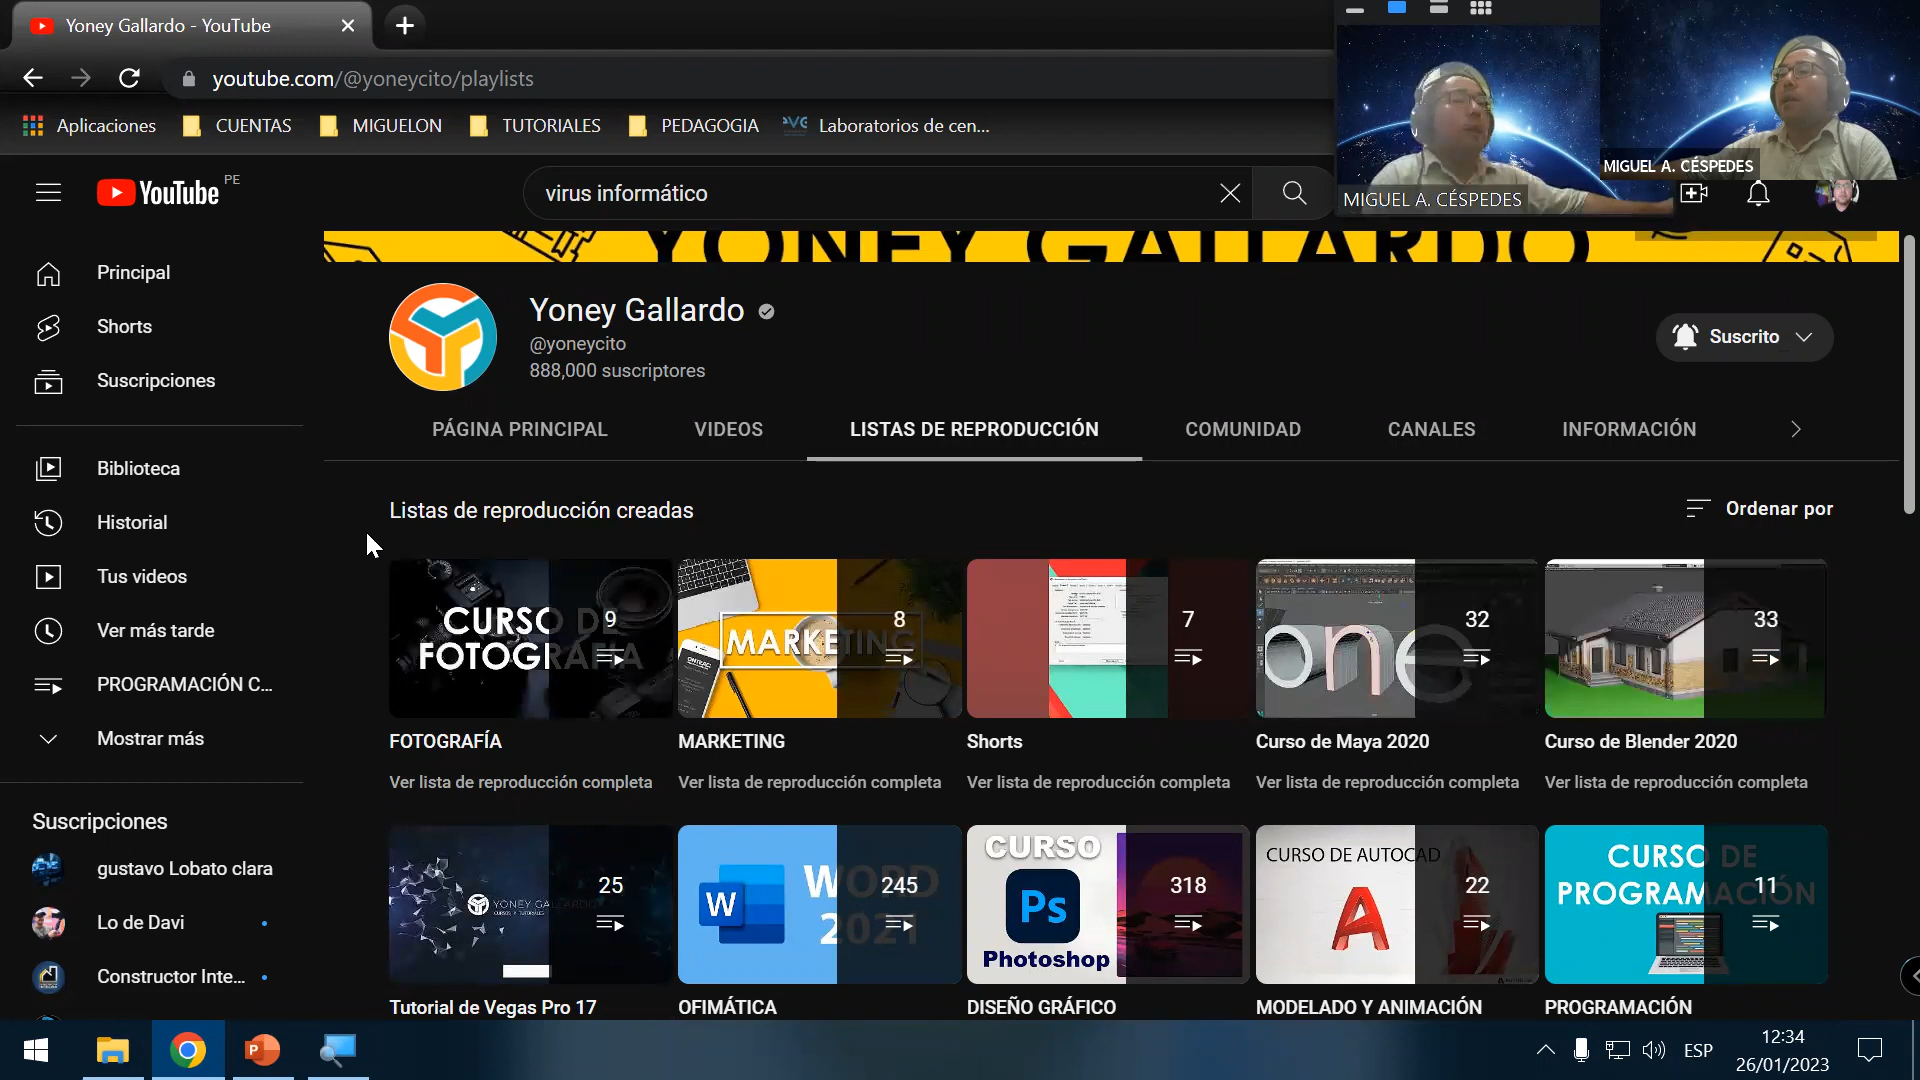 Yoney Gallardo - YouTube
youtube.com/@yoneycito/playlists
Aplicaciones
CUENTAS
MIGUELON
TUTORIALES
PEDAGOGIA
Laboratorios de cen...
MIGUEL A. CÉSPEDES
MIGUEL A. CÉSPEDES
YouTube PE
virus informático
YONEY GALLARDO
Principal
Shorts
Suscripciones
Biblioteca
Historial
Tus videos
Ver más tarde
PROGRAMACIÓN C...
Mostrar más
Suscripciones
gustavo Lobato clara
Lo de Davi
Constructor Inte...
Yoney Gallardo
@yoneycito
888,000 suscriptores
Suscrito
PÁGINA PRINCIPAL
VIDEOS
LISTAS DE REPRODUCCIÓN
COMUNIDAD
CANALES
INFORMACIÓN
Listas de reproducción creadas
Ordenar por
CURSO DE
FOTOGRAFÍA
9
FOTOGRAFÍA
Ver lista de reproducción completa
MARKETING
8
MARKETING
Ver lista de reproducción completa
7
Shorts
Ver lista de reproducción completa
one
32
Curso de Maya 2020
Ver lista de reproducción completa
33
Curso de Blender 2020
Ver lista de reproducción completa
YONEY GALLARDO
25
Tutorial de Vegas Pro 17
W
WORD
2021
245
OFIMÁTICA
CURSO
Ps
Photoshop
318
DISEÑO GRÁFICO
CURSO DE AUTOCAD
22
MODELADO Y ANIMACIÓN
CURSO DE
PROGRAMACIÓN
11
PROGRAMACIÓN
ESP
12:34
26/01/2023